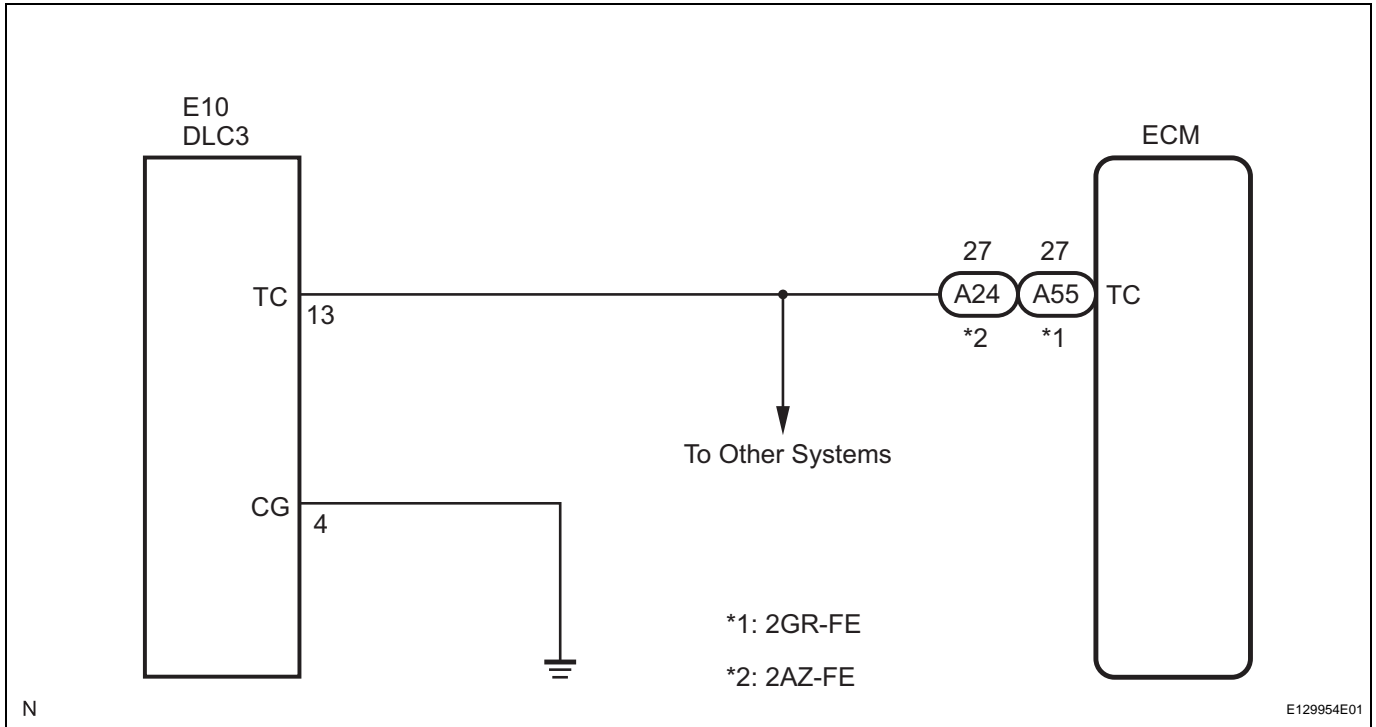 E10
DLC3
ECM
27 27
TC
13
A24 A55
TC
*2 *1
To Other Systems
CG
4
*1: 2GR-FE
*2: 2AZ-FE
N
E129954E01